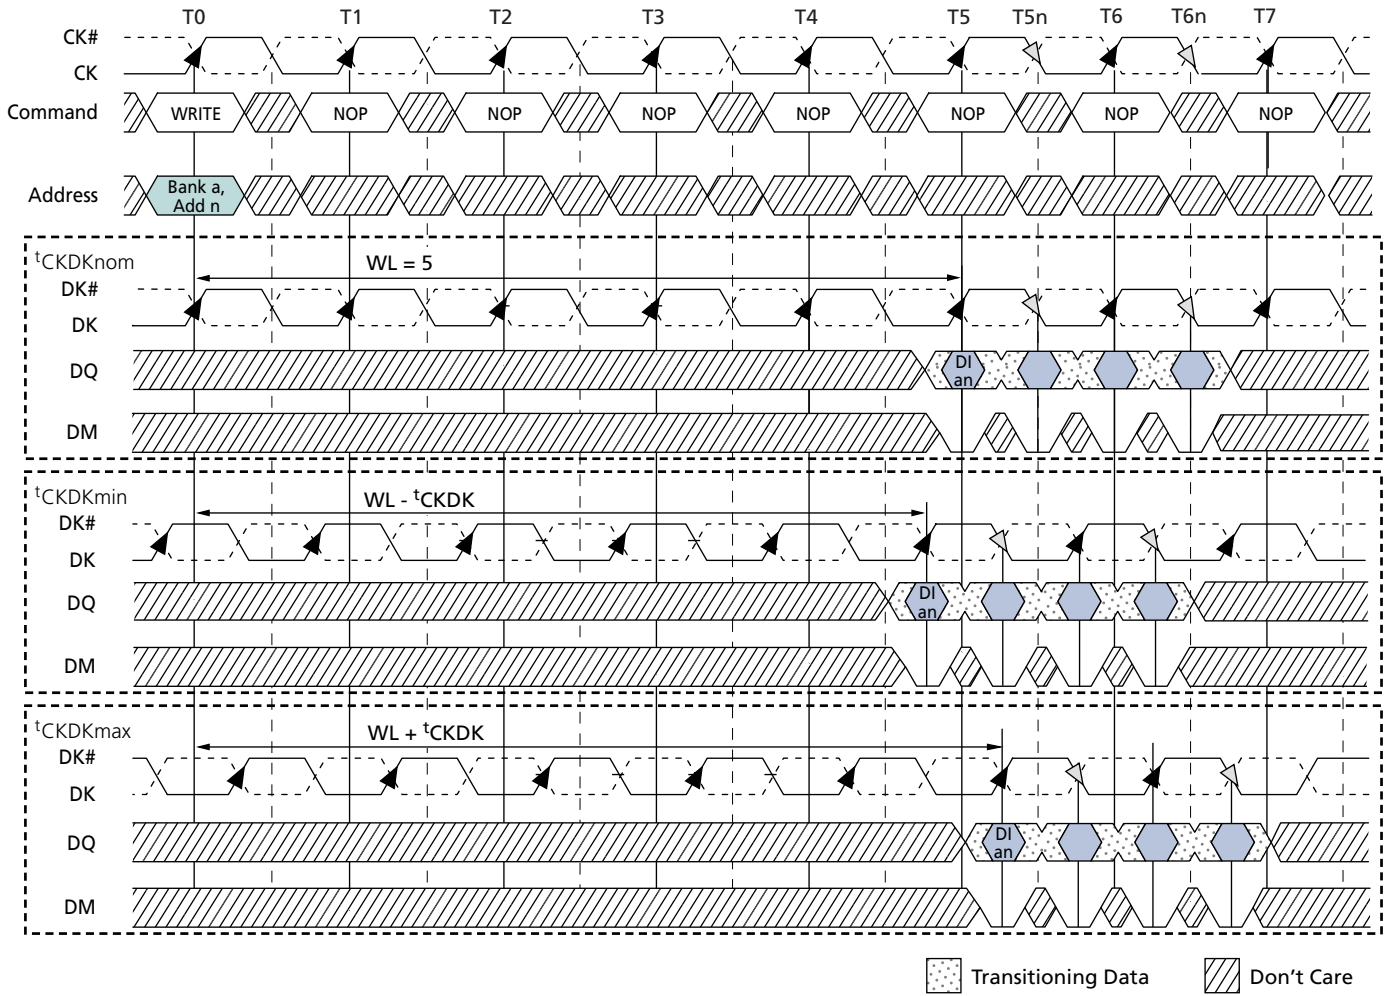 T0 T1 T2 T3 T4 T5 T5n T6 T6n T7
CK#
CK
Command WRITE NOP NOP NOP NOP NOP NOP NOP
Address Bank a,
Add n
tCKDKnom
WL = 5
DK#
DK
DQ DI
an
DM
tCKDKmin
WL - tCKDK
DK#
DK
DQ DI
an
DM
tCKDKmax
WL + tCKDK
DK#
DK
DQ DI
an
DM
Transitioning Data Don't Care